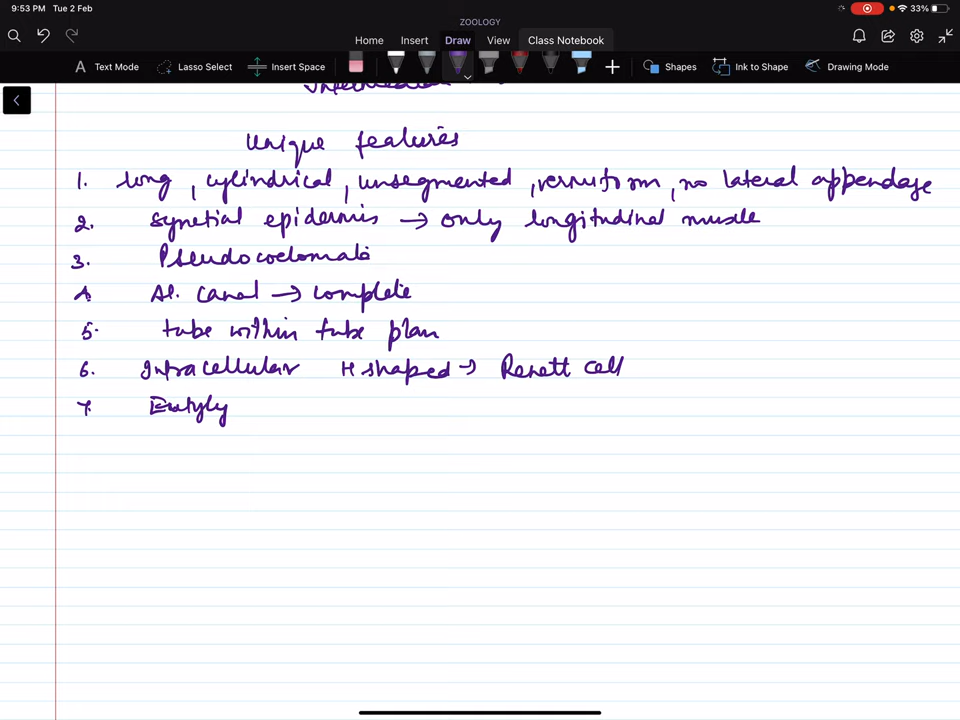 9:53 PM Tue 2 Feb
33%
ZOOLOGY
Home Insert Draw View Class Notebook
Text Mode Lasso Select Insert Space Shapes Ink to Shape Drawing Mode
Unique features
1. long, cylindrical, unsegmented, vermiform, no lateral appendage
2. Synctial epidermis → only longitudinal muscle
3. Pseudocoelomate
4. Al. canal → complete
5. tube within tube plan
6. Intracellular H shaped → Renett cell
7. Eutyly